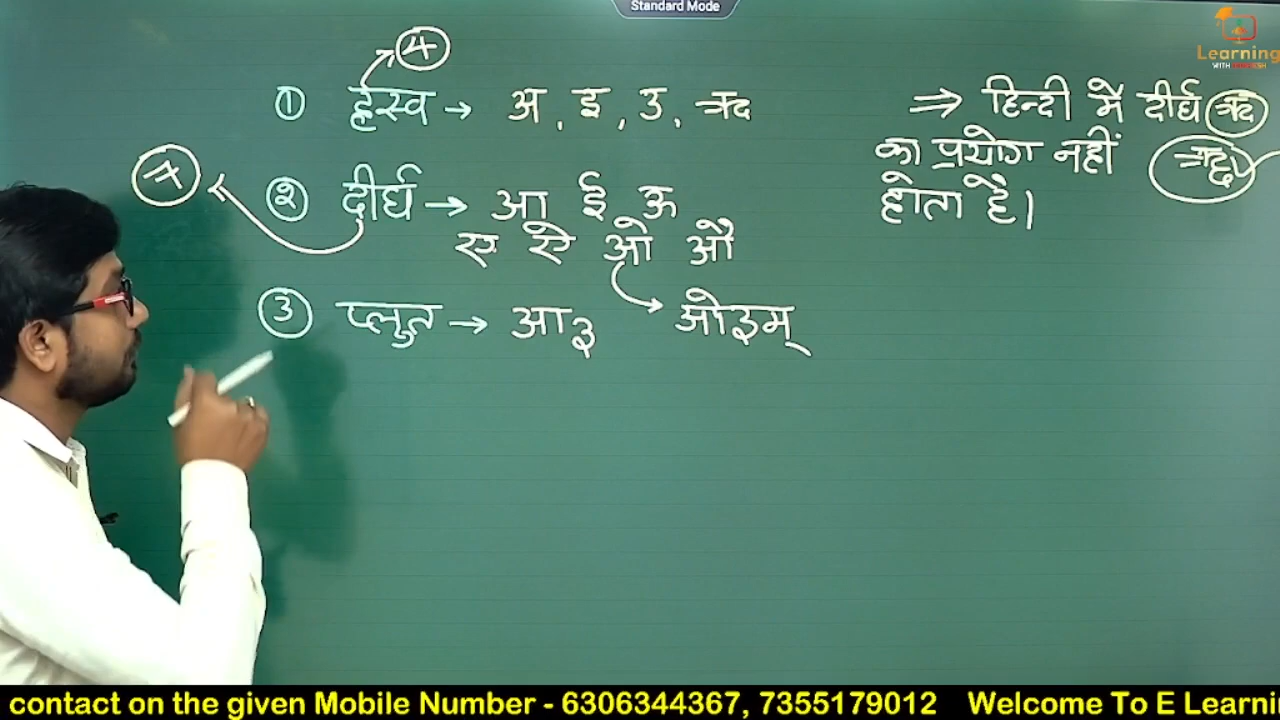 Standard Mode
Learning
④
① ह्रस्व → अ, इ, उ, ऋ
⇒ हिन्दी में दीर्घ ऋ
का प्रयोग नहीं ॠ
होता है।
७
② दीर्घ → आ ई ऊ
ए ऐ ओ औ
③ प्लुत → आ३ ओ३म्
contact on the given Mobile Number - 6306344367, 7355179012 Welcome To E Learni